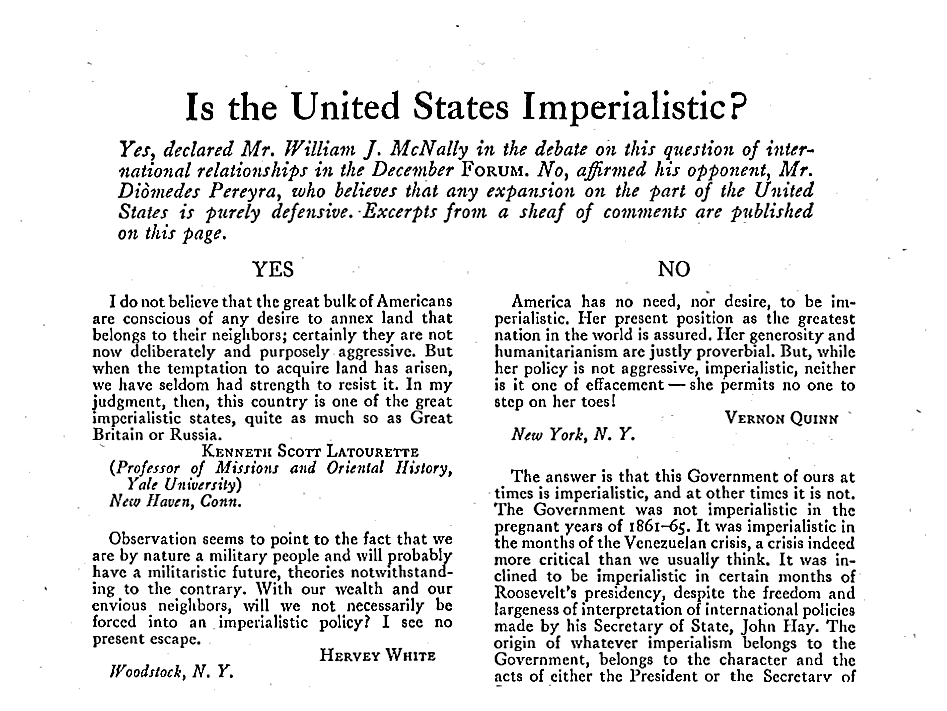 Is the United States Imperialistic?
Yes, declared Mr. William J. McNally in the debate on this question of inter-
national relationships in the December FORUM. No, affirmed his opponent, Mr.
Diòmedes Pereyra, who believes that any expansion on the part of the United
States is purely defensive. Excerpts from a sheaf of comments are published
on this page.
YES
I do not believe that the great bulk of Americans
are conscious of any desire to annex land that
belongs to their neighbors; certainly they are not
now deliberately and purposely aggressive. But
when the temptation to acquire land has arisen,
we have seldom had strength to resist it. In my
judgment, then, this country is one of the great
imperialistic states, quite as much so as Great
Britain or Russia.
KENNETH SCOTT LATOURETTE
(Professor of Missions and Oriental History,
Yale University)
New Haven, Conn.
Observation seems to point to the fact that we
are by nature a military people and will probably
have a militaristic future, theories notwithstand-
ing to the contrary. With our wealth and our
envious neighbors, will we not necessarily be
forced into an imperialistic policy? I see no
present escape.
HERVEY WHITE
Woodstock, N. Y.
NO
America has no need, nor desire, to be im-
perialistic. Her present position as the greatest
nation in the world is assured. Her generosity and
humanitarianism are justly proverbial. But, while
her policy is not aggressive, imperialistic, neither
is it one of effacement — she permits no one to
step on her toes!
VERNON QUINN
New York, N. Y.
The answer is that this Government of ours at
times is imperialistic, and at other times it is not.
The Government was not imperialistic in the
pregnant years of 1861–65. It was imperialistic in
the months of the Venezuelan crisis, a crisis indeed
more critical than we usually think. It was in-
clined to be imperialistic in certain months of
Roosevelt's presidency, despite the freedom and
largeness of interpretation of international policies
made by his Secretary of State, John Hay. The
origin of whatever imperialism belongs to the
Government, belongs to the character and the
acts of either the President or the Secretary of